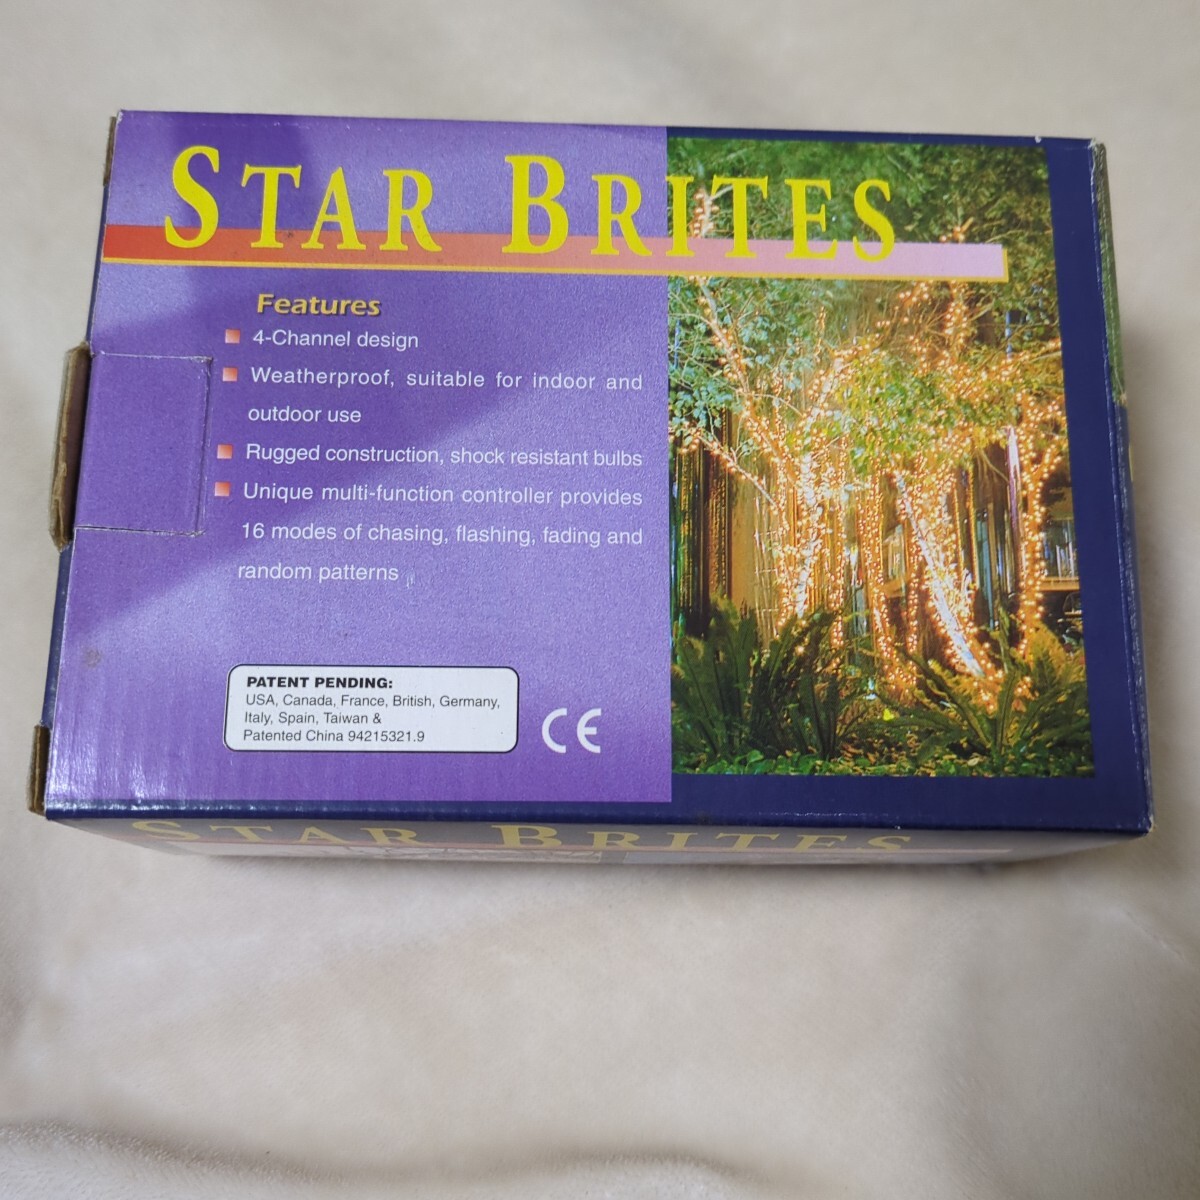 STAR BRITES
Features
4-Channel design
Weatherproof, suitable for indoor and
outdoor use
Rugged construction, shock resistant bulbs
Unique multi-function controller provides
16 modes of chasing, flashing, fading and
random patterns
PATENT PENDING:
USA, Canada, France, British, Germany,
Italy, Spain, Taiwan &
Patented China 94215321.9
CE
STAR BRITES